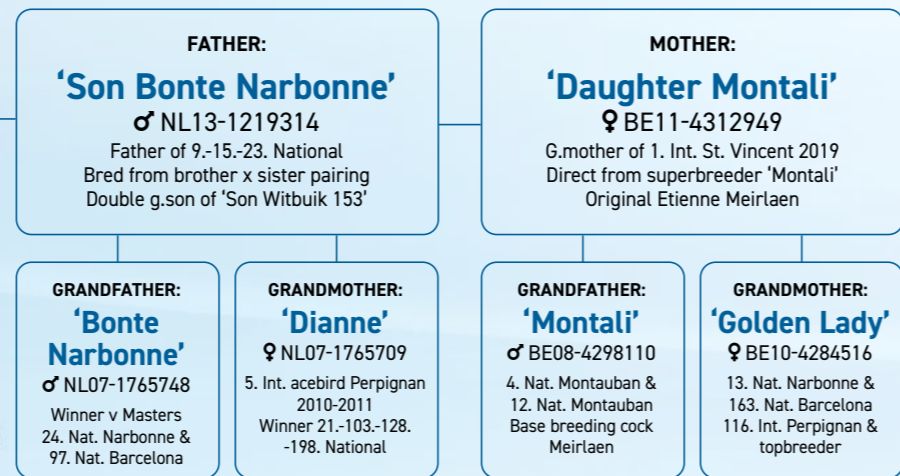 FATHER:
‘Son Bonte Narbonne’
♂ NL13-1219314
Father of 9.-15.-23. National
Bred from brother x sister pairing
Double g.son of ‘Son Witbuik 153’
MOTHER:
‘Daughter Montali’
♀ BE11-4312949
G.mother of 1. Int. St. Vincent 2019
Direct from superbreeder ‘Montali’
Original Etienne Meirlaen
GRANDFATHER:
‘Bonte
Narbonne’
♂ NL07-1765748
Winner v Masters
24. Nat. Narbonne &
97. Nat. Barcelona
GRANDMOTHER:
‘Dianne’
♀ NL07-1765709
5. Int. acebird Perpignan
2010-2011
Winner 21.-103.-128.
-198. National
GRANDFATHER:
‘Montali’
♂ BE08-4298110
4. Nat. Montauban &
12. Nat. Montauban
Base breeding cock
Meirlaen
GRANDMOTHER:
‘Golden Lady’
♀ BE10-4284516
13. Nat. Narbonne &
163. Nat. Barcelona
116. Int. Perpignan &
topbreeder